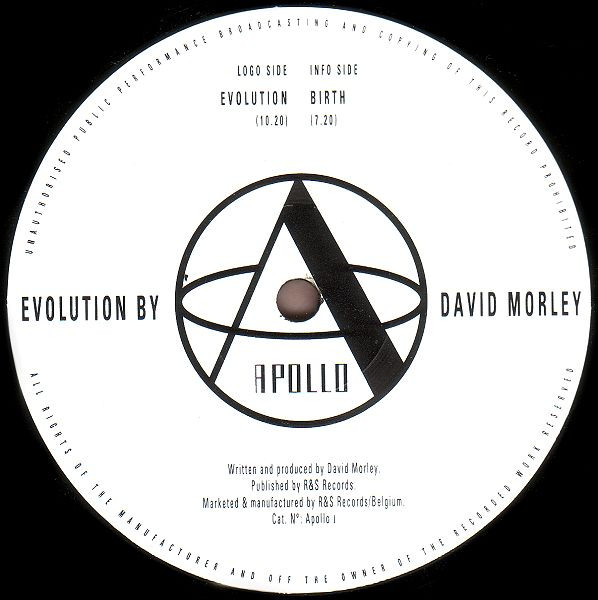 UNAUTHORISED PUBLIC PERFORMANCE BROADCASTING AND COPYING OF THIS RECORD PROHIBITED
LOGO SIDE INFO SIDE
EVOLUTION BIRTH
(10.20) (7.20)
EVOLUTION BY DAVID MORLEY
APOLLO
Written and produced by David Morley.
Published by R&S Records.
Marketed & manufactured by R&S Records/Belgium.
Cat. N°: Apollo 1
ALL RIGHTS OF THE MANUFACTURER AND OFF THE OWNER OF THE RECORDED WORK RESERVED